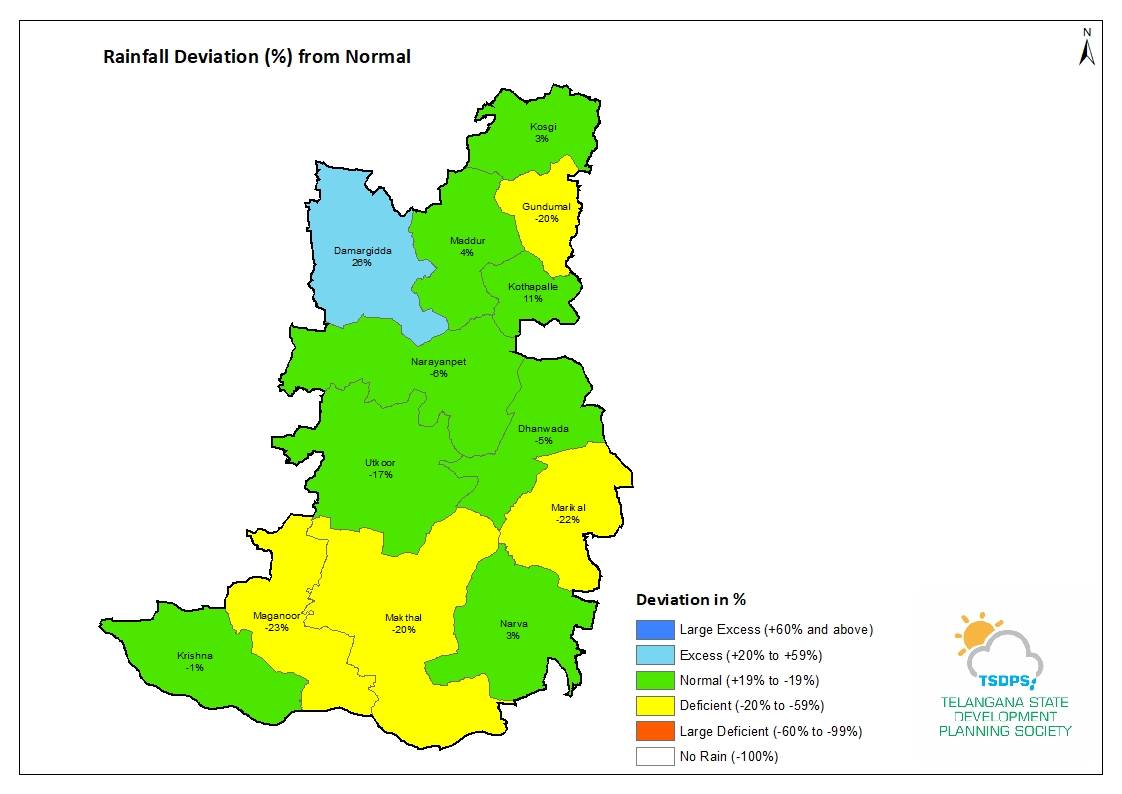 N
Rainfall Deviation (%) from Normal
Kosgi
3%
Gundumal
-20%
Maddur
4%
Damargidda
26%
Kothapalle
11%
Narayanpet
-6%
Dhanwada
-5%
Utkoor
-17%
Marikal
-22%
Maganoor
-23%
Makthal
-20%
Narva
3%
Krishna
-1%
Deviation in %
Large Excess (+60% and above)
Excess (+20% to +59%)
Normal (+19% to -19%)
Deficient (-20% to -59%)
Large Deficient (-60% to -99%)
No Rain (-100%)
TSDPS
TELANGANA STATE
DEVELOPMENT
PLANNING SOCIETY